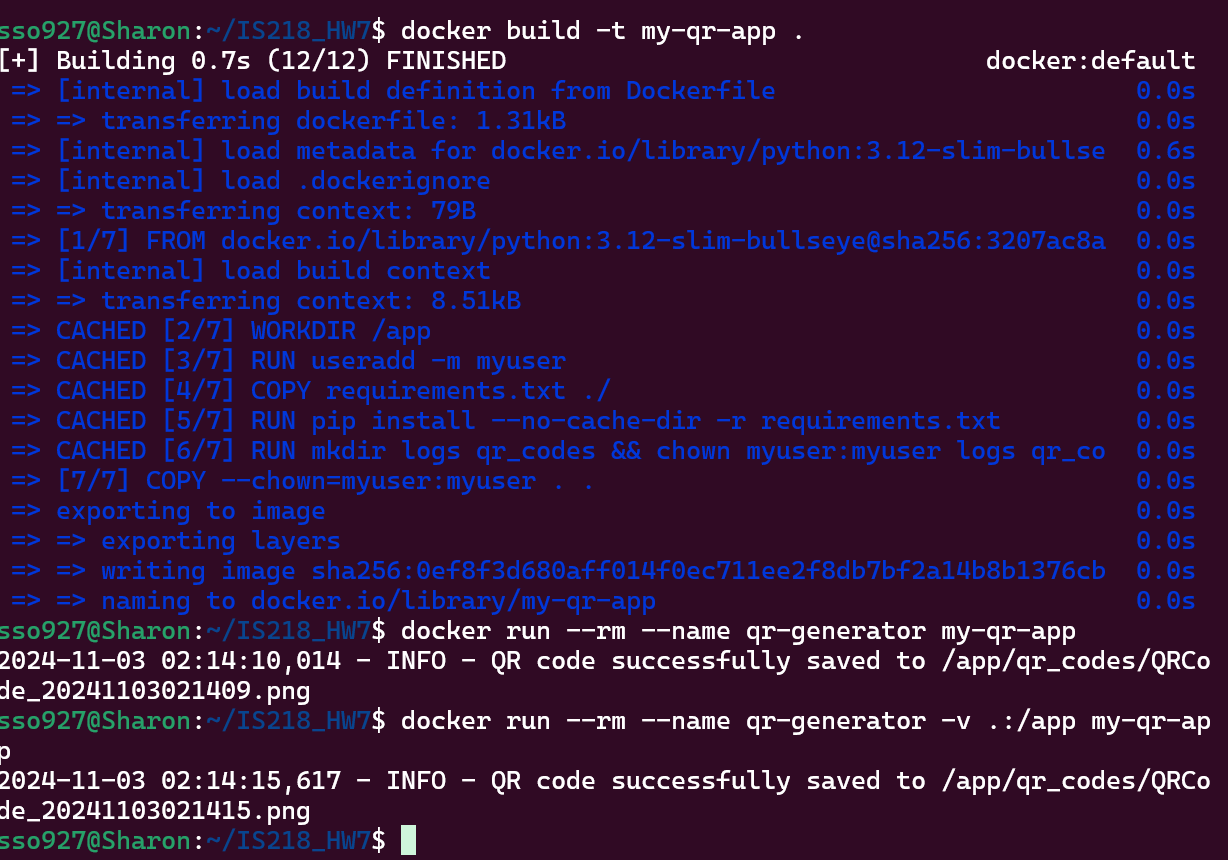 sso927@Sharon:~/IS218_HW7$ docker build -t my-qr-app .
[+] Building 0.7s (12/12) FINISHED docker:default
=> [internal] load build definition from Dockerfile 0.0s
=> => transferring dockerfile: 1.31kB 0.0s
=> [internal] load metadata for docker.io/library/python:3.12-slim-bullse 0.6s
=> [internal] load .dockerignore 0.0s
=> => transferring context: 79B 0.0s
=> [1/7] FROM docker.io/library/python:3.12-slim-bullseye@sha256:3207ac8a 0.0s
=> [internal] load build context 0.0s
=> => transferring context: 8.51kB 0.0s
=> CACHED [2/7] WORKDIR /app 0.0s
=> CACHED [3/7] RUN useradd -m myuser 0.0s
=> CACHED [4/7] COPY requirements.txt ./ 0.0s
=> CACHED [5/7] RUN pip install --no-cache-dir -r requirements.txt 0.0s
=> CACHED [6/7] RUN mkdir logs qr_codes && chown myuser:myuser logs qr_co 0.0s
=> [7/7] COPY --chown=myuser:myuser . . 0.0s
=> exporting to image 0.0s
=> => exporting layers 0.0s
=> => writing image sha256:0ef8f3d680aff014f0ec711ee2f8db7bf2a14b8b1376cb 0.0s
=> => naming to docker.io/library/my-qr-app 0.0s
sso927@Sharon:~/IS218_HW7$ docker run --rm --name qr-generator my-qr-app
2024-11-03 02:14:10,014 - INFO - QR code successfully saved to /app/qr_codes/QRCo
de_20241103021409.png
sso927@Sharon:~/IS218_HW7$ docker run --rm --name qr-generator -v .:/app my-qr-ap
p
2024-11-03 02:14:15,617 - INFO - QR code successfully saved to /app/qr_codes/QRCo
de_20241103021415.png
sso927@Sharon:~/IS218_HW7$